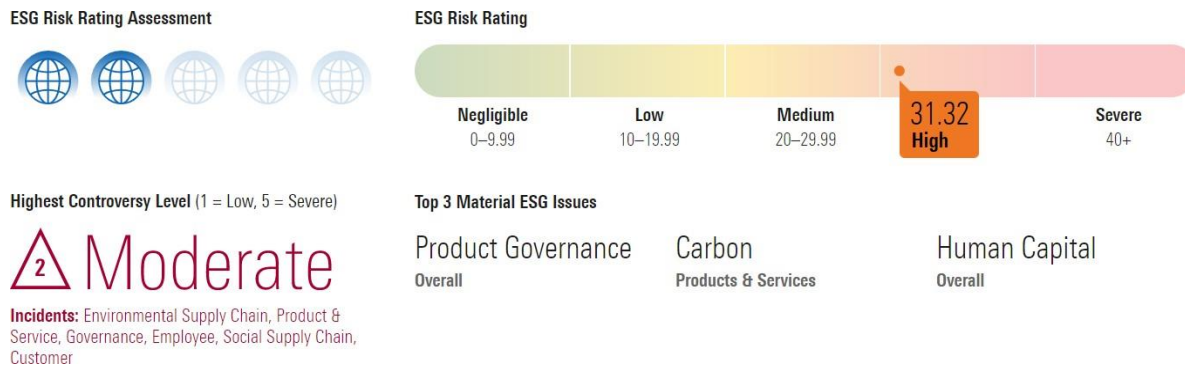 ESG Risk Rating Assessment
ESG Risk Rating
Negligible
0–9.99
Low
10–19.99
Medium
20–29.99
31.32
High
Severe
40+
Highest Controversy Level (1 = Low, 5 = Severe)
2 Moderate
Incidents: Environmental Supply Chain, Product &
Service, Governance, Employee, Social Supply Chain,
Customer
Top 3 Material ESG Issues
Product Governance
Overall
Carbon
Products & Services
Human Capital
Overall